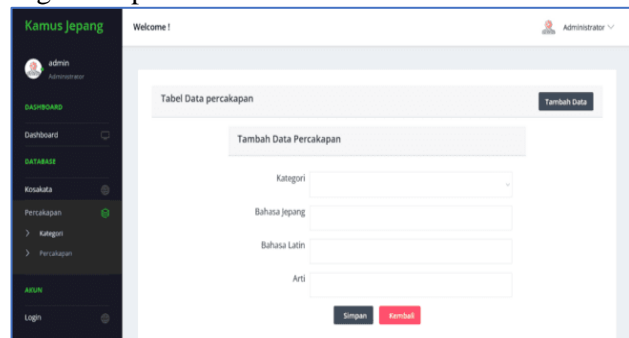 Kamus Jepang
Welcome !
Administrator
admin
Administrator
DASHBOARD
Dashboard
DATABASE
Kosakata
Percakapan
Kategori
Percakapan
AKUN
Login
Tabel Data percakapan
Tambah Data
Tambah Data Percakapan
Kategori
Bahasa Jepang
Bahasa Latin
Arti
Simpan
Kembali